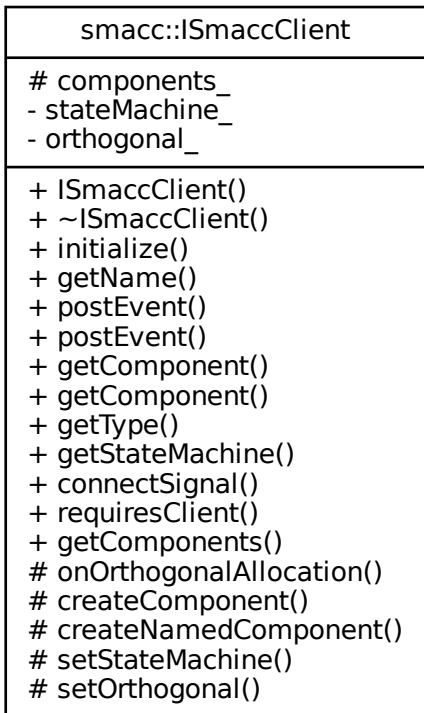 smacc::ISmaccClient
# components_
- stateMachine_
- orthogonal_
+ ISmaccClient()
+ ~ISmaccClient()
+ initialize()
+ getName()
+ postEvent()
+ postEvent()
+ getComponent()
+ getComponent()
+ getType()
+ getStateMachine()
+ connectSignal()
+ requiresClient()
+ getComponents()
# onOrthogonalAllocation()
# createComponent()
# createNamedComponent()
# setStateMachine()
# setOrthogonal()